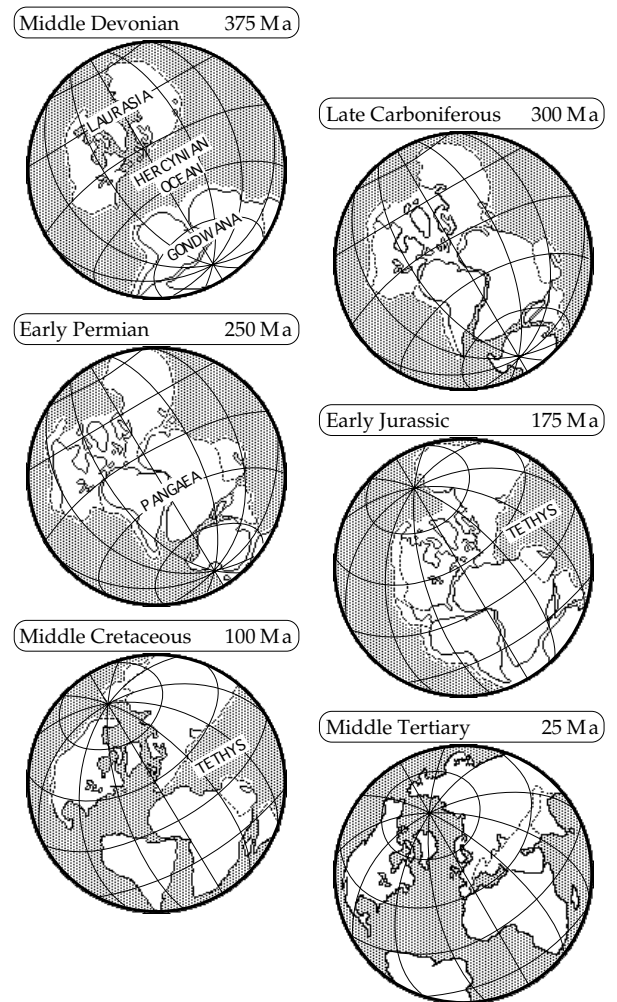 Middle Devonian 375 Ma
LAURASIA
HERCYNIAN
OCEAN
GONDWANA
Late Carboniferous 300 Ma
Early Permian 250 Ma
PANGAEA
Early Jurassic 175 Ma
TETHYS
Middle Cretaceous 100 Ma
TETHYS
Middle Tertiary 25 Ma